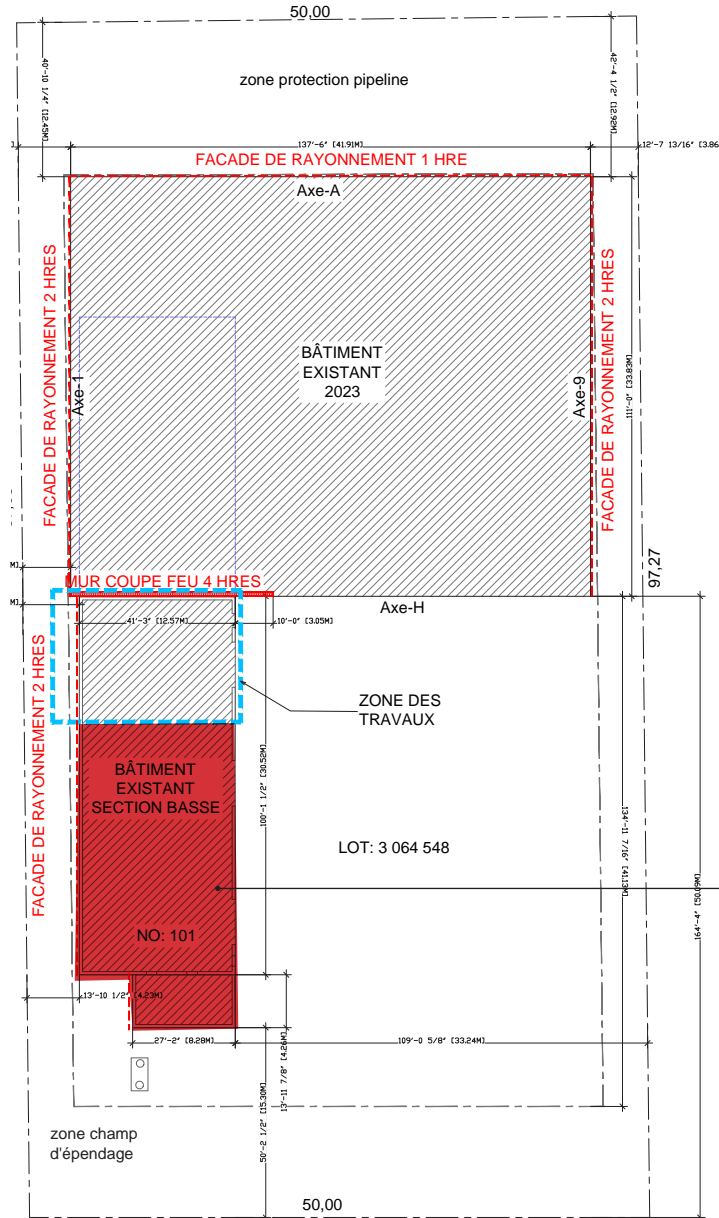 50,00
40'-10 1/4" [12.45M]
zone protection pipeline
42'-4 1/2" [12.92M]
137'-6" [41.91M]
12'-7 13/16" [3.86
FACADE DE RAYONNEMENT 1 HRE
Axe-A
FACADE DE RAYONNEMENT 2 HRES
Axe-1
BÂTIMENT
EXISTANT
2023
Axe-9
FACADE DE RAYONNEMENT 2 HRES
111'-0" [33.83M]
97,27
MUR COUPE FEU 4 HRES
Axe-H
41'-3" [12.57M]
10'-0" [3.05M]
FACADE DE RAYONNEMENT 2 HRES
ZONE DES
TRAVAUX
BÂTIMENT
EXISTANT
SECTION BASSE
100'-1 1/2" [30.52M]
LOT: 3 064 548
134'-11 7/16" [41.13M]
164'-4" [50.09M]
NO: 101
13'-10 1/2" [4.23M]
27'-2" [8.28M]
13'-11 7/8" [4.26M]
109'-0 5/8" [33.24M]
50'-2 1/2" [15.30M]
zone champ
d'épendage
50,00